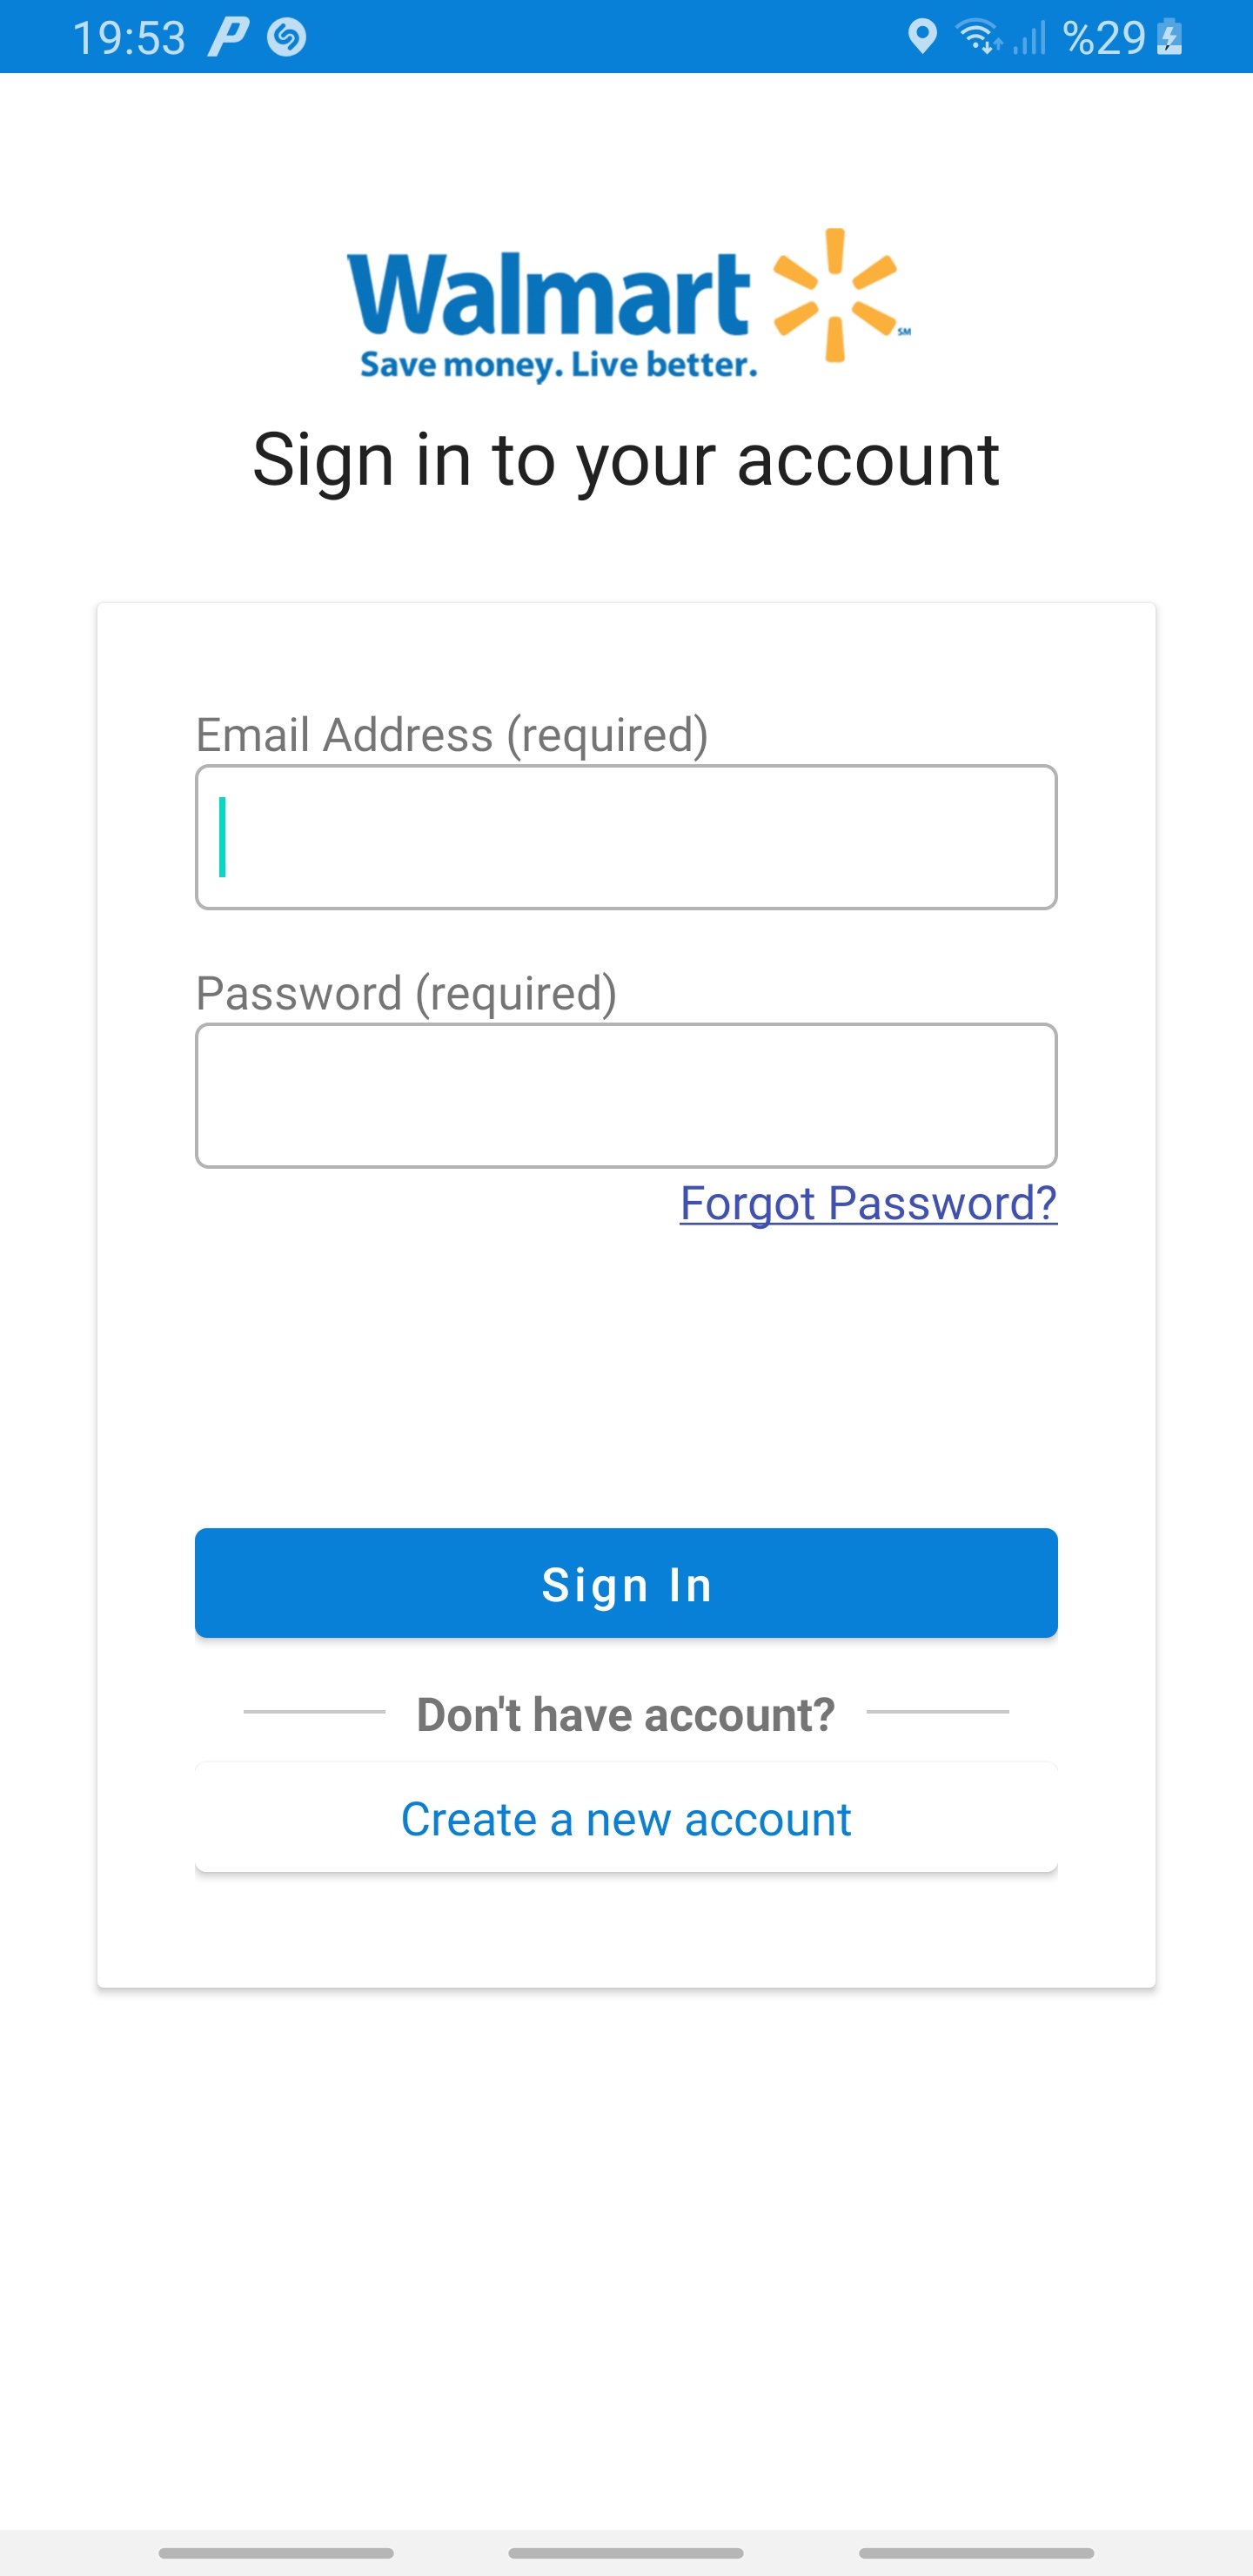 19:53 %29
Walmart
SM
Save money. Live better.
Sign in to your account
Email Address (required)
Password (required)
Forgot Password?
Sign In
Don't have account?
Create a new account